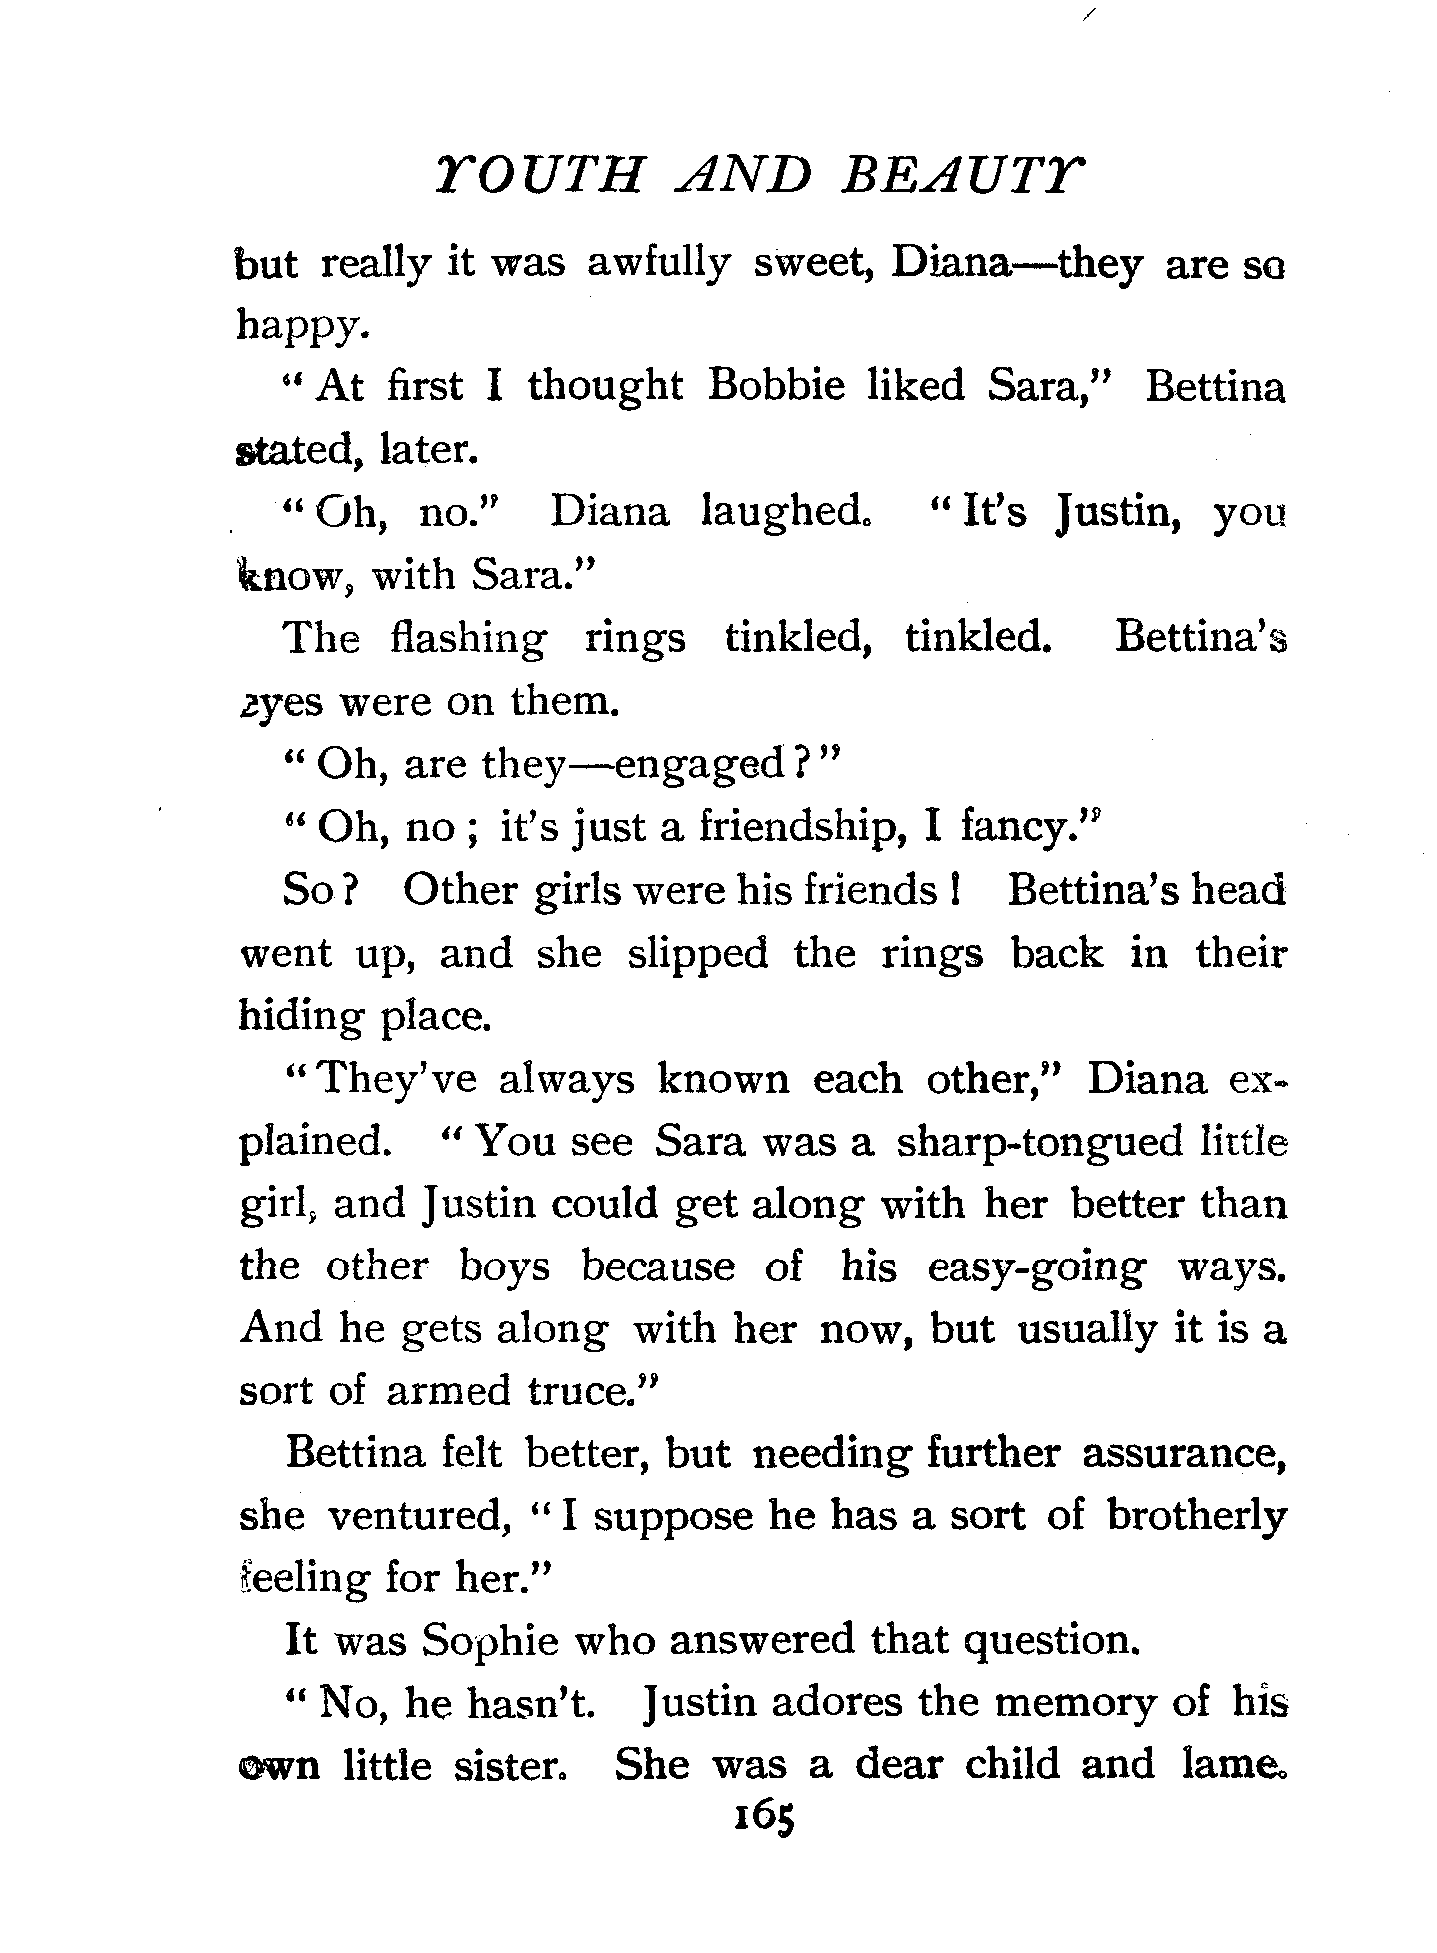 YOUTH AND BEAUTY
but really it was awfully sweet, Diana—they are so
happy.
“At first I thought Bobbie liked Sara,” Bettina
stated, later.
“Oh, no.” Diana laughed. “It’s Justin, you
know, with Sara.”
The flashing rings tinkled, tinkled. Bettina’s
eyes were on them.
“Oh, are they—engaged?”
“Oh, no; it’s just a friendship, I fancy.”
So? Other girls were his friends! Bettina’s head
went up, and she slipped the rings back in their
hiding place.
“They’ve always known each other,” Diana ex-
plained. “You see Sara was a sharp-tongued little
girl, and Justin could get along with her better than
the other boys because of his easy-going ways.
And he gets along with her now, but usually it is a
sort of armed truce.”
Bettina felt better, but needing further assurance,
she ventured, “I suppose he has a sort of brotherly
feeling for her.”
It was Sophie who answered that question.
“No, he hasn’t. Justin adores the memory of his
own little sister. She was a dear child and lame.
165